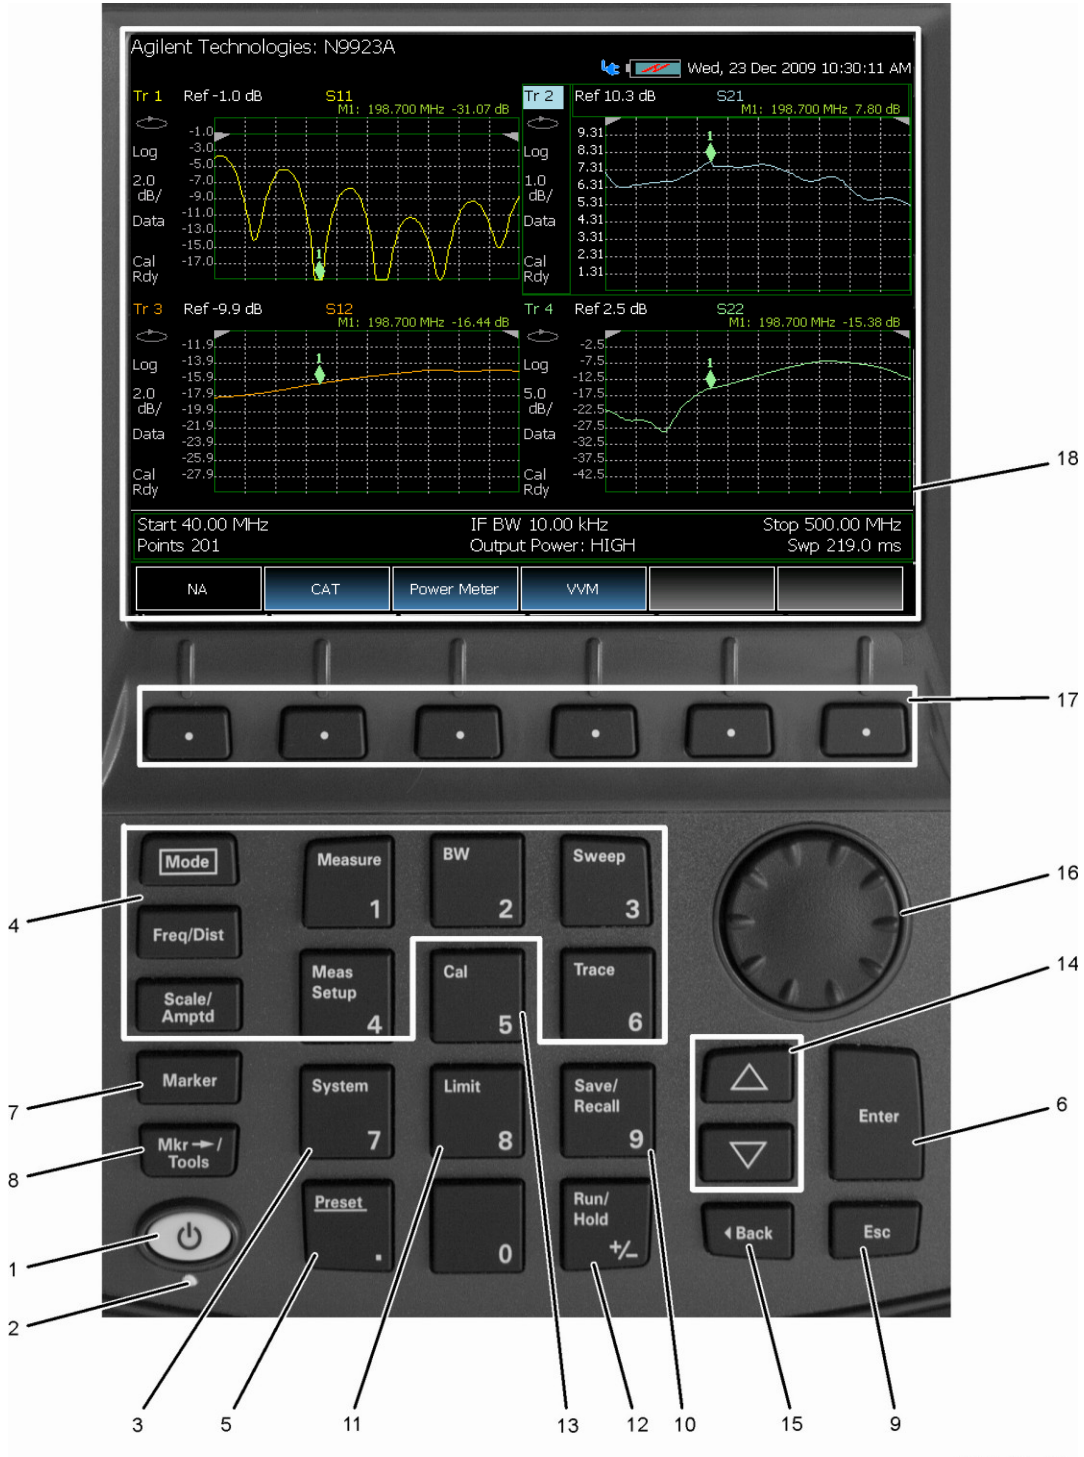 Agilent Technologies: N9923A
Wed, 23 Dec 2009 10:30:11 AM
Tr 1 Ref -1.0 dB S11
M1: 198.700 MHz -31.07 dB
-1.0
-3.0
Log
-5.0
2.0
dB/
-7.0
-9.0
-11.0
Data
-13.0
-15.0
Cal
Rdy
-17.0
1
Tr 2 Ref 10.3 dB S21
M1: 198.700 MHz 7.80 dB
1
9.31
8.31
Log
7.31
1.0
dB/
6.31
5.31
Data
4.31
3.31
2.31
Cal
Rdy
1.31
Tr 3 Ref -9.9 dB S12
M1: 198.700 MHz -16.44 dB
-11.9
1
-13.9
Log
-15.9
2.0
dB/
-17.9
-19.9
-21.9
Data
-23.9
-25.9
Cal
Rdy
-27.9
Tr 4 Ref 2.5 dB S22
M1: 198.700 MHz -15.38 dB
-2.5
1
-7.5
Log
-12.5
5.0
dB/
-17.5
-22.5
-27.5
Data
-32.5
-37.5
Cal
Rdy
-42.5
18
Start 40.00 MHz IF BW 10.00 kHz Stop 500.00 MHz
Points 201 Output Power: HIGH Swp 219.0 ms
NA CAT Power Meter VVM
17
Mode
Measure
1
BW
2
Sweep
3
16
4
Freq/Dist
14
Scale/
Amptd
Meas
Setup
4
Cal
5
Trace
6
7
Marker
System
7
Limit
8
Save/
Recall
9
Enter
6
8
Mkr→/
Tools
1
Preset
.
0
Run/
Hold
+/-
Back
Esc
2
3 5 11 13 12 10 15 9